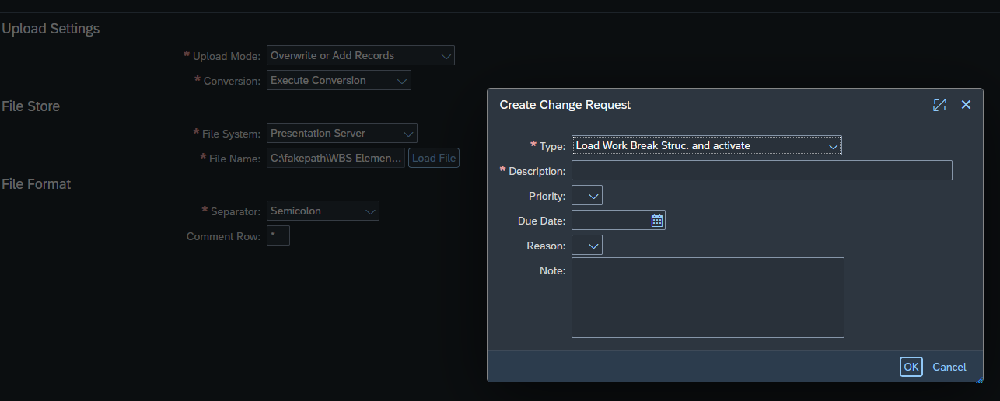 Upload Settings
* Upload Mode: Overwrite or Add Records
* Conversion: Execute Conversion
File Store
* File System: Presentation Server
* File Name: C:\fakepath\WBS Elemen... Load File
File Format
* Separator: Semicolon
Comment Row: *
Create Change Request
* Type: Load Work Break Struc. and activate
* Description:
Priority:
Due Date:
Reason:
Note:
OK Cancel